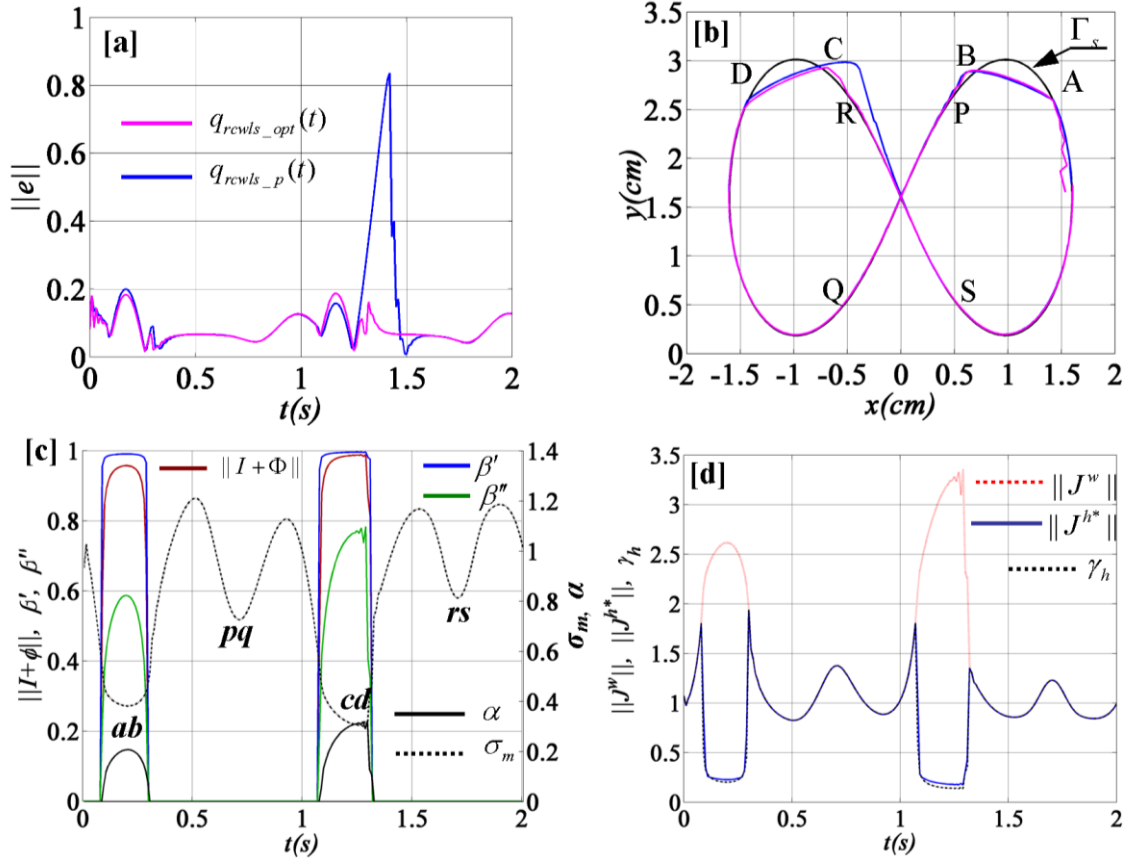 [a]
||e||
1
0.8
0.6
0.4
0.2
0
q_{rcwls_opt}(t)
q_{rcwls_p}(t)
0 0.5 1 1.5 2
t(s)
[b]
y(cm)
3.5
3
2.5
2
1.5
1
0.5
0
D C B Γ_s A
R P
Q S
-2 -1.5 -1 -0.5 0 0.5 1 1.5 2
x(cm)
[c]
||I+ϕ||, β′, β″
1
0.8
0.6
0.4
0.2
0
||I+Φ||
β′
β″
pq rs
ab cd
α
σ_m
1.4
1.2
1
0.8
0.6
0.4
0.2
0
σ_m, α
0 0.5 1 1.5 2
t(s)
[d]
||J^w||, ||J^{h*}||, γ_h
3.5
3
2.5
2
1.5
1
0.5
0
||J^w||
||J^{h*}||
γ_h
0 0.5 1 1.5 2
t(s)